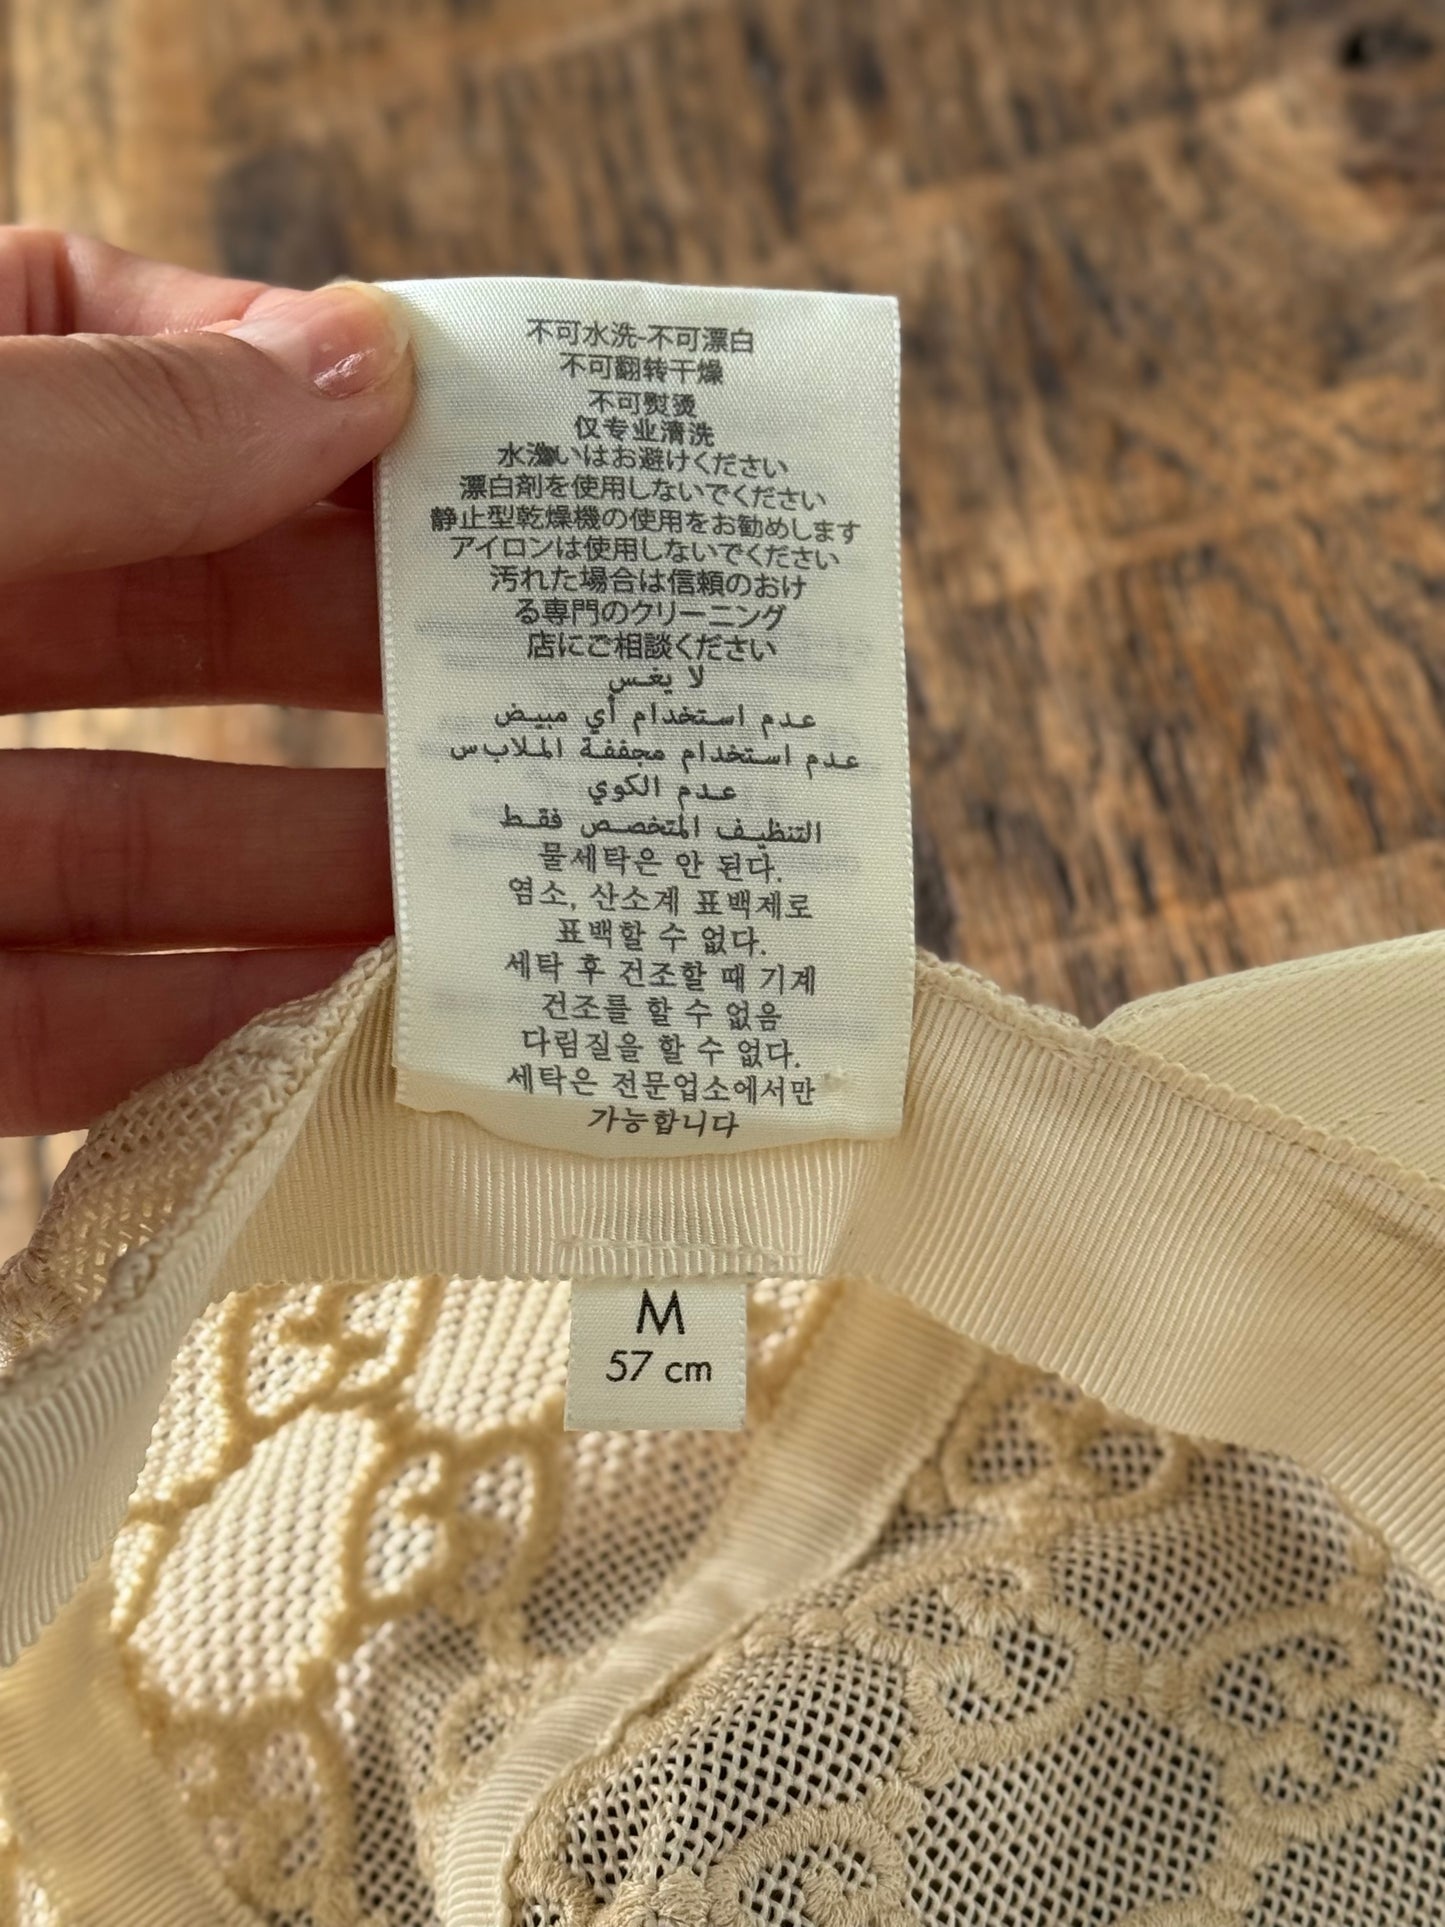 不可水洗-不可漂白
不可翻转干燥
不可熨烫
仅专业清洗
水洗いはお避けください
漂白剤を使用しないでください
静止型乾燥機の使用をお勧めします
アイロンは使用しないでください
汚れた場合は信頼のおけ
る専門のクリーニング
店にご相談ください
لا يغسل
عدم استخدام أي مبيض
عدم استخدام مجففة الملابس
عدم الكوي
التنظيف المتخصص فقط
물세탁은 안 된다.
염소, 산소계 표백제로
표백할 수 없다.
세탁 후 건조할 때 기계
건조를 할 수 없음
다림질을 할 수 없다.
세탁은 전문업소에서만
가능합니다
M
57 cm